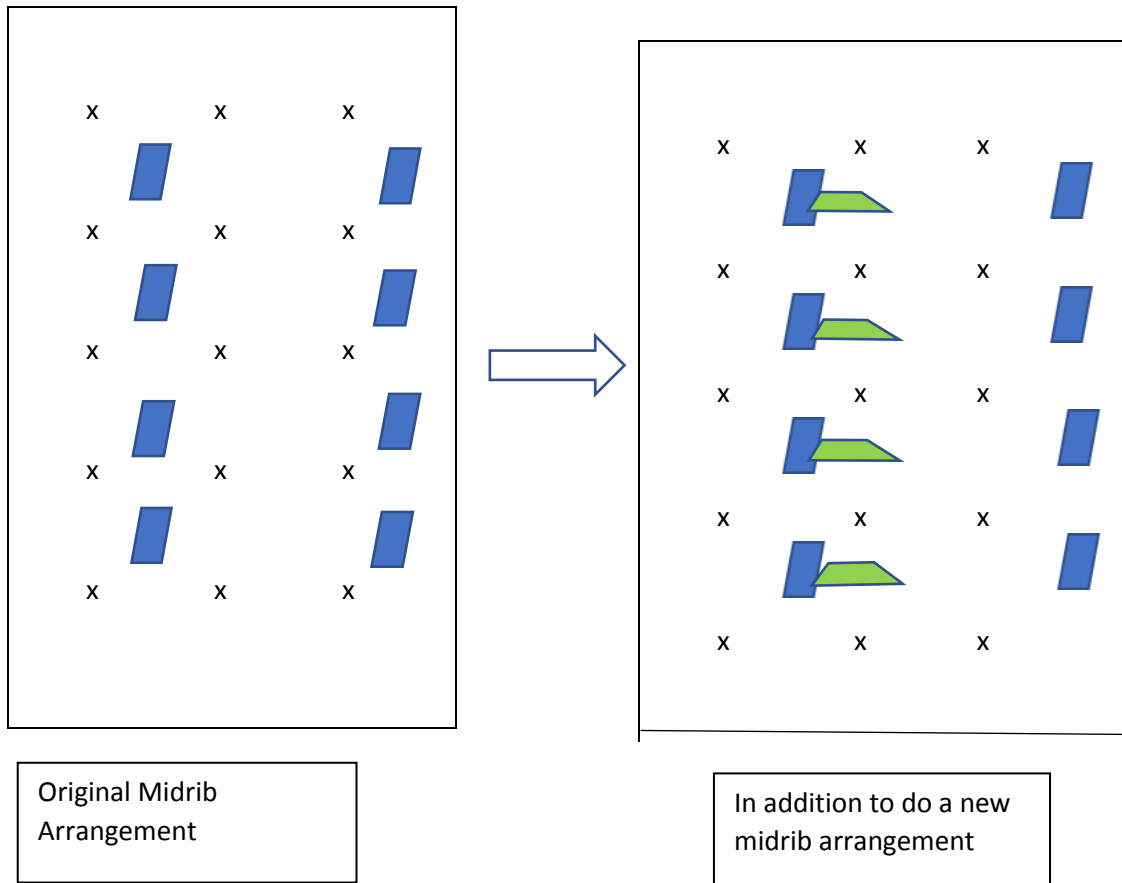 x x x
x x x
x x x
x x x
x x x
x x x
x x x
x x x
x x x
x x x
Original Midrib
Arrangement
In addition to do a new
midrib arrangement